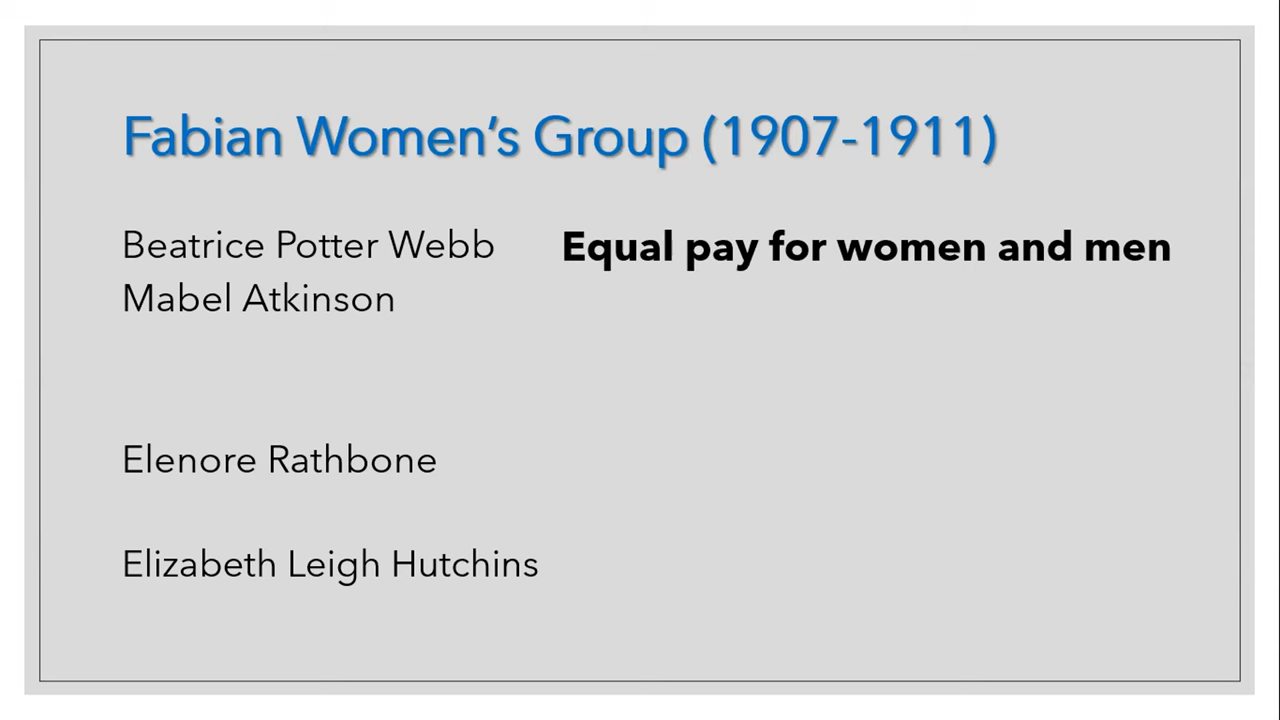 Fabian Women’s Group (1907-1911)
Beatrice Potter Webb
Equal pay for women and men
Mabel Atkinson
Elenore Rathbone
Elizabeth Leigh Hutchins